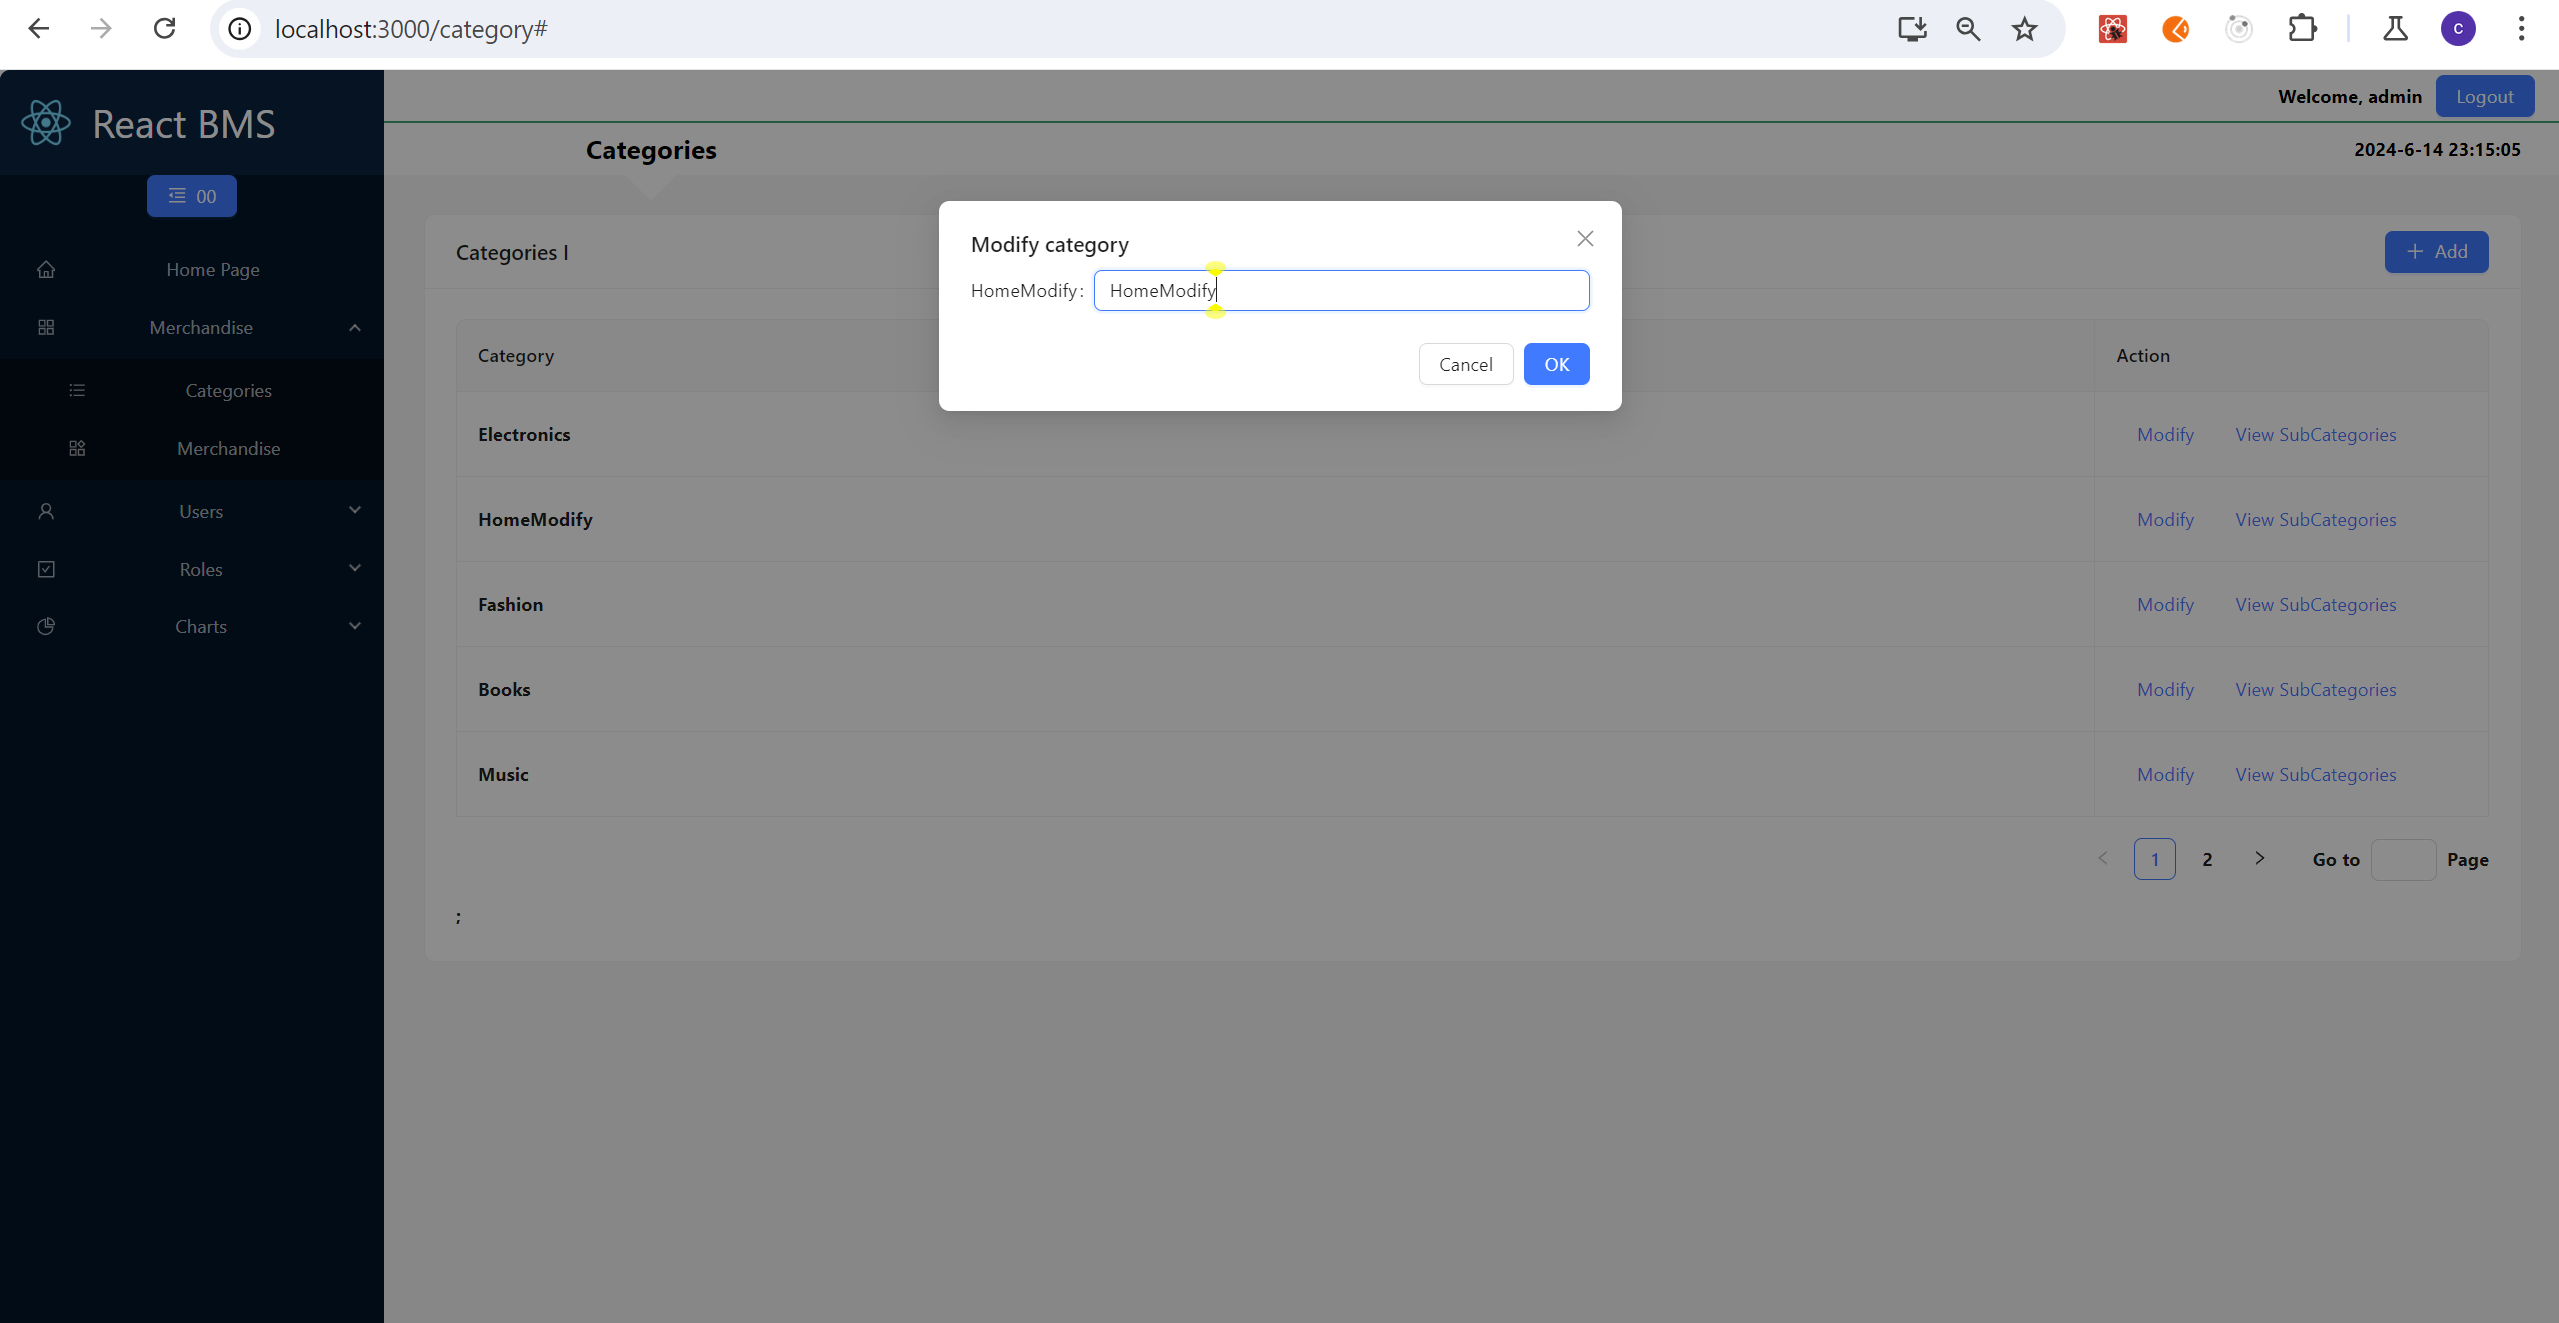 localhost:3000/category#
C
React BMS
Welcome, admin
Logout
Categories
2024-6-14 23:15:05
00
Home Page
Merchandise
Categories
Merchandise
Users
Roles
Charts
Categories I
Add
Modify category
HomeModify:
HomeModify
Cancel
OK
Category
Action
Electronics
Modify
View SubCategories
HomeModify
Modify
View SubCategories
Fashion
Modify
View SubCategories
Books
Modify
View SubCategories
Music
Modify
View SubCategories
1
2
Go to
Page
;